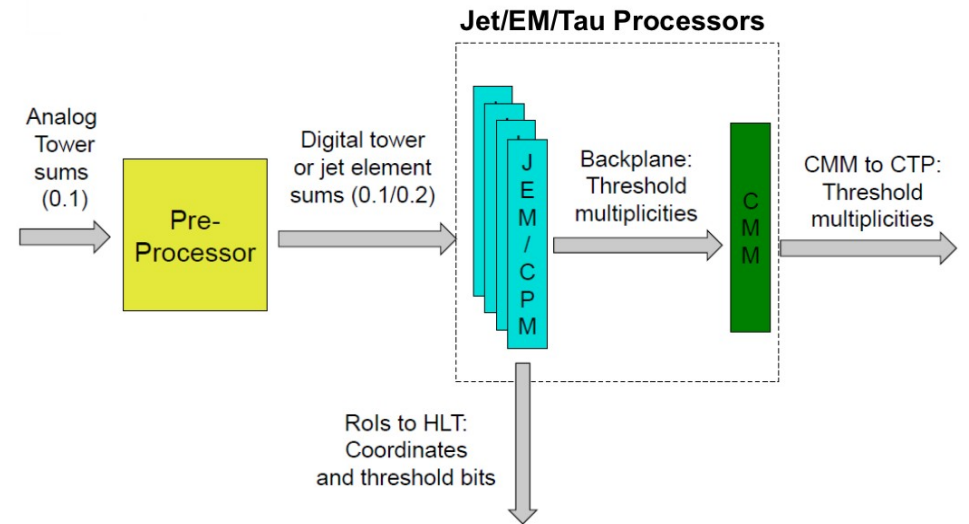 Jet/EM/Tau Processors
Analog
Tower
sums
(0.1)
Pre-
Processor
Digital tower
or jet element
sums (0.1/0.2)
J
E
M
/
C
P
M
Backplane:
Threshold
multiplicities
C
M
M
CMM to CTP:
Threshold
multiplicities
RoIs to HLT:
Coordinates
and threshold bits